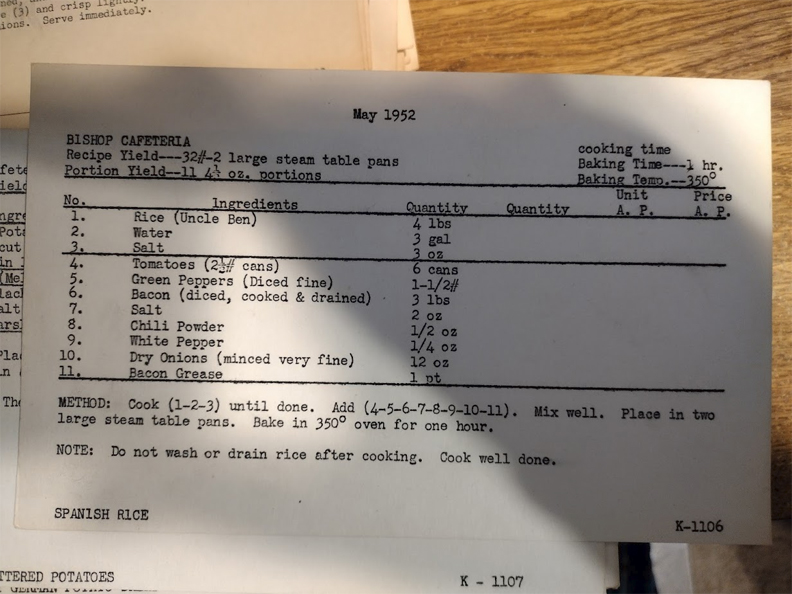 and crisp lightly.
(3)
ions. Serve immediately.
May 1952
BISHOP CAFETERIA
Recipe Yield---32#-2 large steam table pans
Portion Yield--11 4½ oz. portions
cooking time
Baking Time---1 hr.
Baking Temp.--350°
No. Ingredients Quantity Quantity Unit A. P. Price A. P.
1. Rice (Uncle Ben) 4 lbs
2. Water 3 gal
3. Salt 3 oz
4. Tomatoes (2½# cans) 6 cans
5. Green Peppers (Diced fine) 1-1/2#
6. Bacon (diced, cooked & drained) 3 lbs
7. Salt 2 oz
8. Chili Powder 1/2 oz
9. White Pepper 1/4 oz
10. Dry Onions (minced very fine) 12 oz
11. Bacon Grease 1 pt
METHOD: Cook (1-2-3) until done. Add (4-5-6-7-8-9-10-11). Mix well. Place in two
large steam table pans. Bake in 350° oven for one hour.
NOTE: Do not wash or drain rice after cooking. Cook well done.
SPANISH RICE
K-1106
TTERED POTATOES
K - 1107